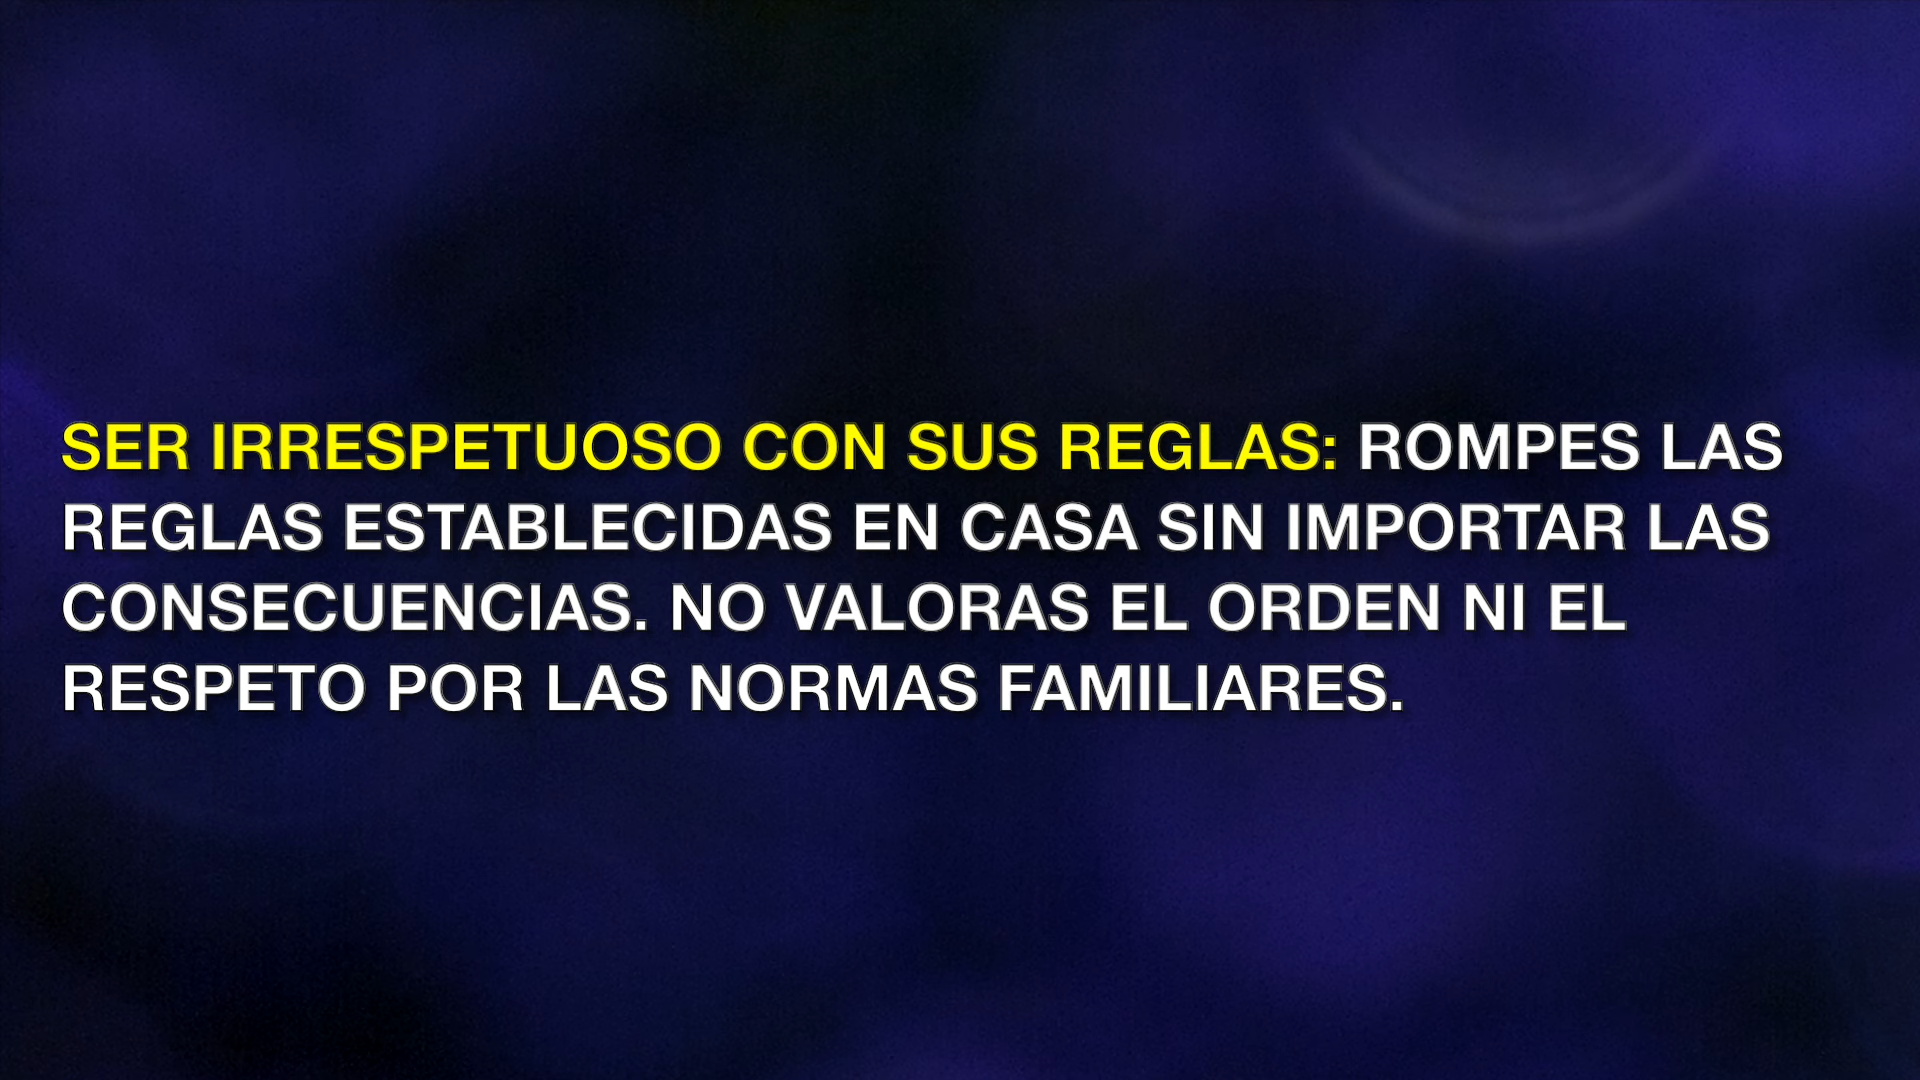 SER IRRESPETUOSO CON SUS REGLAS: ROMPES LAS
REGLAS ESTABLECIDAS EN CASA SIN IMPORTAR LAS
CONSECUENCIAS. NO VALORAS EL ORDEN NI EL
RESPETO POR LAS NORMAS FAMILIARES.